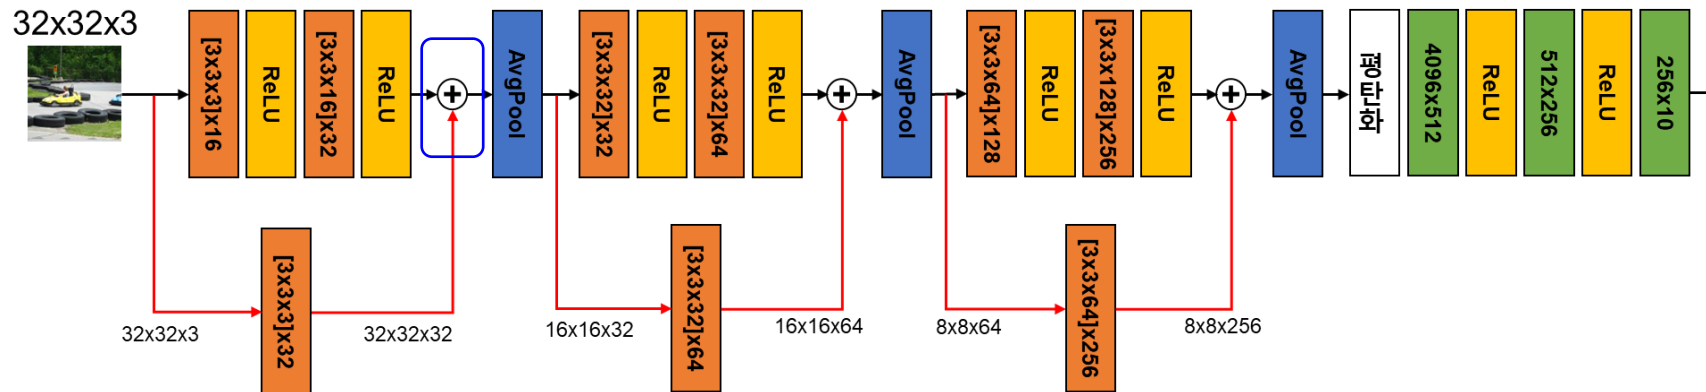 32x32x3
[3x3x3]x16
ReLU
[3x3x16]x32
ReLU
+
AvgPool
[3x3x32]x32
ReLU
[3x3x32]x64
ReLU
+
AvgPool
[3x3x64]x128
ReLU
[3x3x128]x256
ReLU
+
AvgPool
평탄화
4096x512
ReLU
512x256
ReLU
256x10
32x32x3
[3x3x3]x32
32x32x32
16x16x32
[3x3x32]x64
16x16x64
8x8x64
[3x3x64]x256
8x8x256